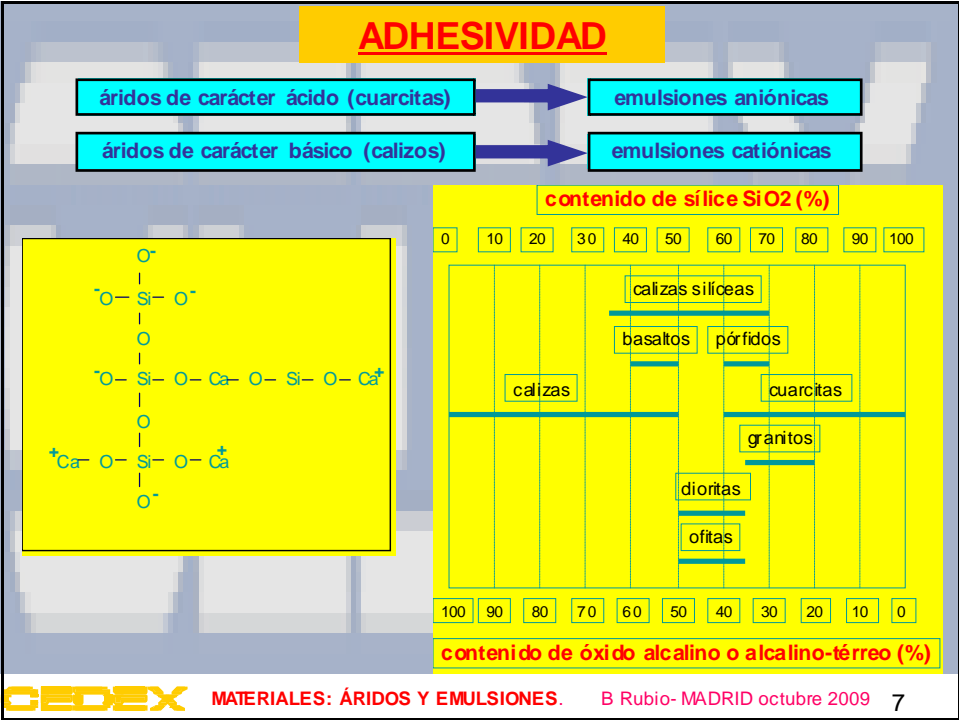 ADHESIVIDAD
áridos de carácter ácido (cuarcitas)
emulsiones aniónicas
áridos de carácter básico (calizos)
emulsiones catiónicas
O-
-O— Si— O-
O
-O— Si— O— Ca— O— Si— O— Ca+
O
+Ca— O— Si— O— Ca+
O-
contenido de sílice SiO2 (%)
0 10 20 30 40 50 60 70 80 90 100
calizas silíceas
basaltos pórfidos
calizas cuarcitas
granitos
dioritas
ofitas
100 90 80 70 60 50 40 30 20 10 0
contenido de óxido alcalino o alcalino-térreo (%)
CEDEX MATERIALES: ÁRIDOS Y EMULSIONES. B Rubio- MADRID octubre 2009 7